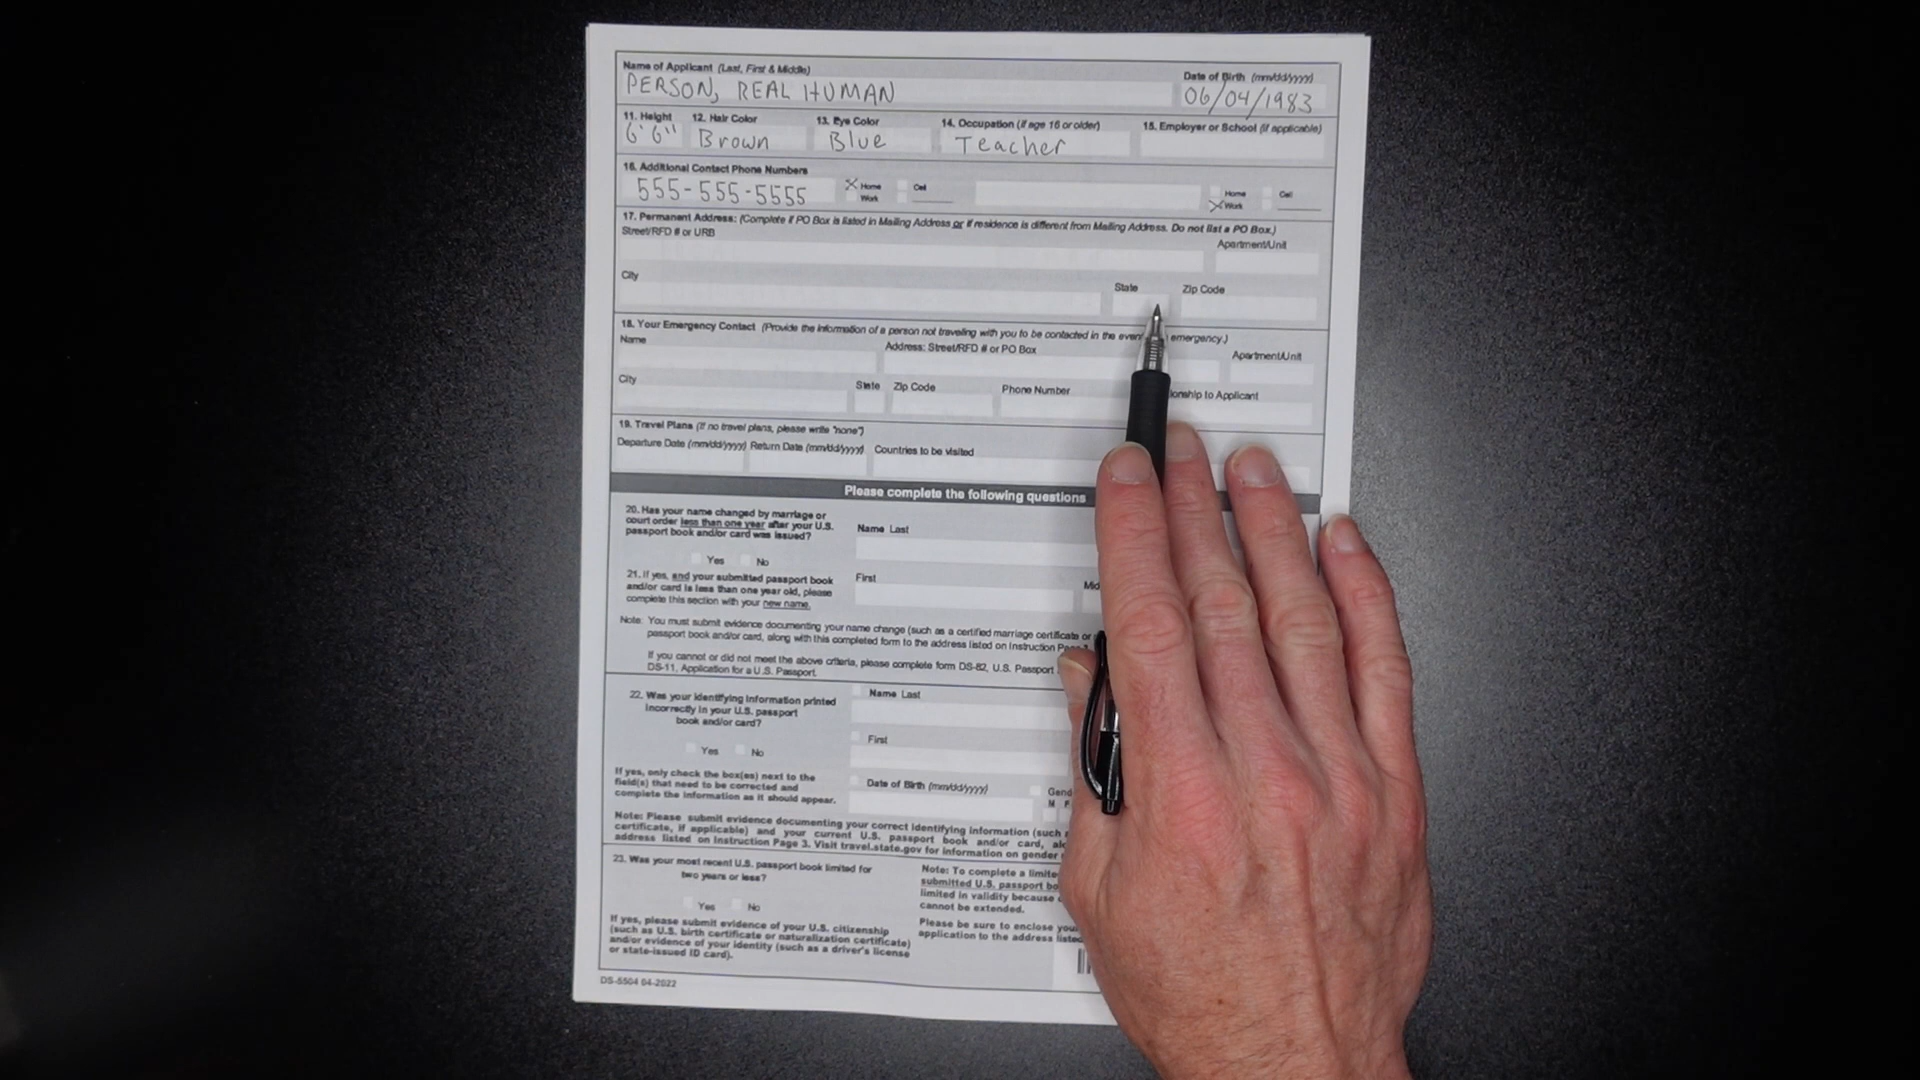 Name of Applicant (Last, First & Middle) Date of Birth (mm/dd/yyyy)
PERSON, REAL HUMAN 06/04/1983
11. Height 12. Hair Color 13. Eye Color 14. Occupation (if age 16 or older) 15. Employer or School (if applicable)
6'6" Brown Blue Teacher
16. Additional Contact Phone Numbers
555-555-5555 X Home Cell Home Cell
Work X Work
17. Permanent Address: (Complete if PO Box is listed in Mailing Address or if residence is different from Mailing Address. Do not list a PO Box.)
Street/RFD # or URB Apartment/Unit
City State Zip Code
18. Your Emergency Contact (Provide the information of a person not traveling with you to be contacted in the event emergency.)
Name Address: Street/RFD # or PO Box Apartment/Unit
City State Zip Code Phone Number ionship to Applicant
19. Travel Plans (If no travel plans, please write "none")
Departure Date (mm/dd/yyyy) Return Date (mm/dd/yyyy) Countries to be visited
Please complete the following questions
20. Has your name changed by marriage or
court order less than one year after your U.S.
passport book and/or card was issued?
Name Last
Yes No
21. If yes, and your submitted passport book
and/or card is less than one year old, please
complete this section with your new name.
First Mid
Note: You must submit evidence documenting your name change (such as a certified marriage certificate or
passport book and/or card, along with this completed form to the address listed on Instruction Page
If you cannot or did not meet the above criteria, please complete form DS-82, U.S. Passport
DS-11, Application for a U.S. Passport.
22. Was your identifying information printed
incorrectly in your U.S. passport
book and/or card?
Name Last
Yes No
First
If yes, only check the box(es) next to the
field(s) that need to be corrected and
complete the information as it should appear.
Date of Birth (mm/dd/yyyy) Gend
M F
Note: Please submit evidence documenting your correct identifying information (such
certificate, if applicable) and your current U.S. passport book and/or card, al
address listed on Instruction Page 3. Visit travel.state.gov for information on gender
23. Was your most recent U.S. passport book limited for
two years or less?
Yes No
If yes, please submit evidence of your U.S. citizenship
(such as U.S. birth certificate or naturalization certificate)
and/or evidence of your identity (such as a driver's license
or state-issued ID card).
Note: To complete a limite
submitted U.S. passport bo
limited in validity because
cannot be extended.
Please be sure to enclose your
application to the address listed
DS-5504 04-2022